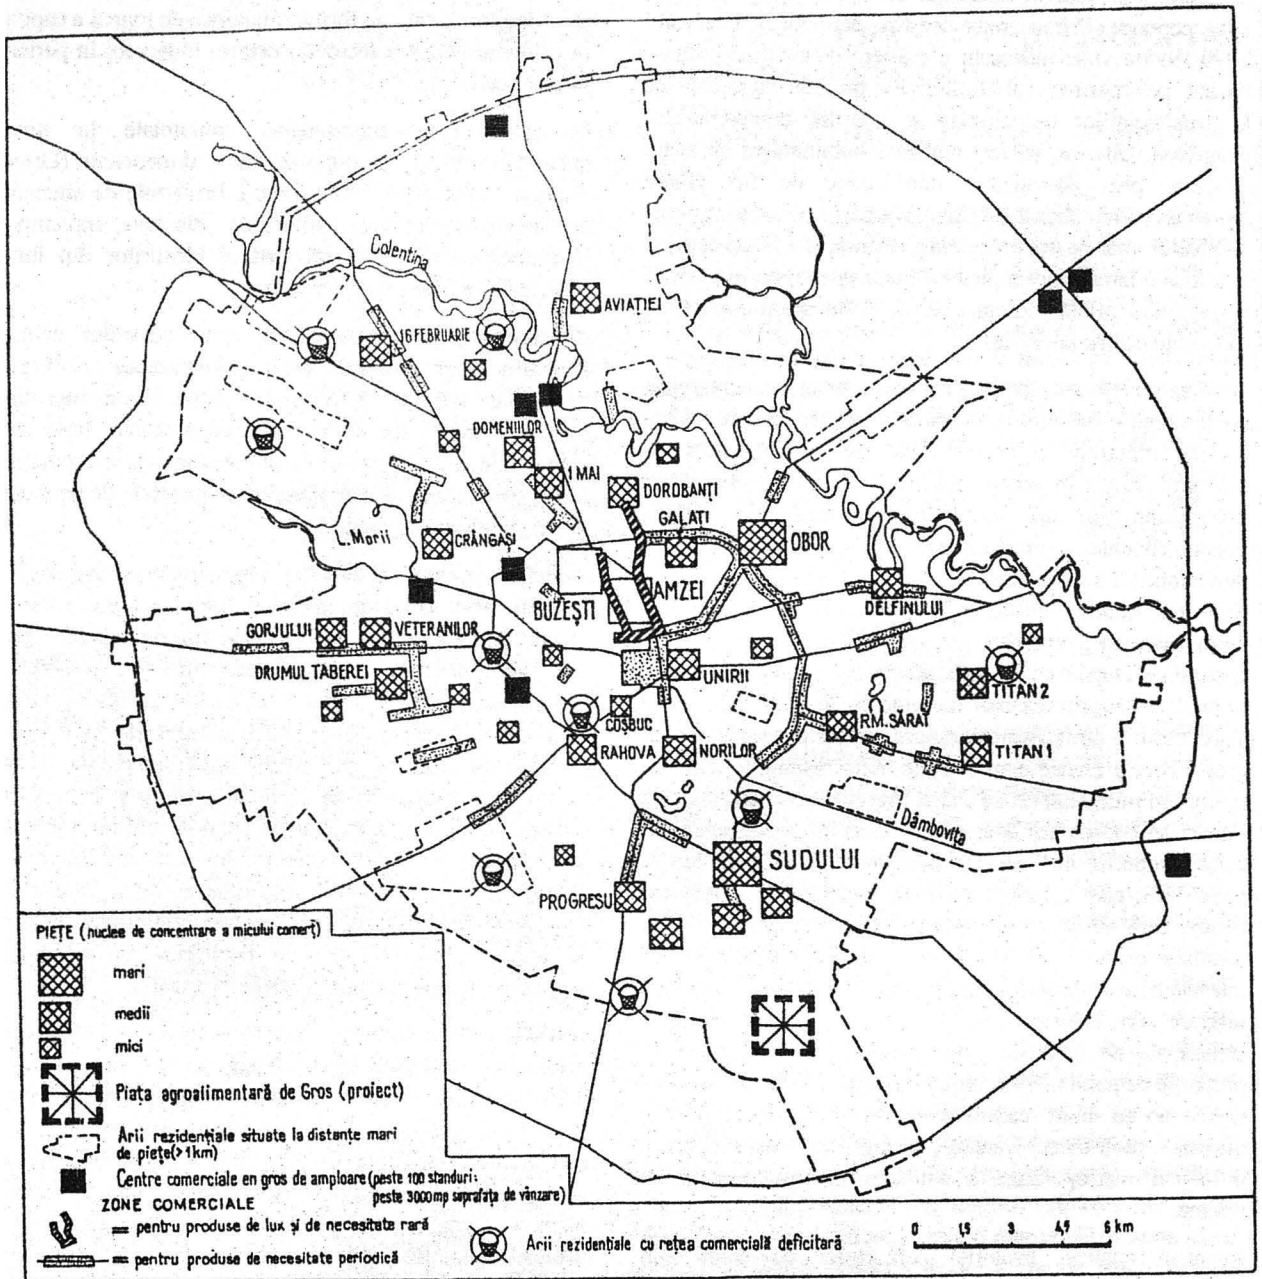 Colentina
AVIAȚIEI
16 FEBRUARIE
DOMENIILOR
1 MAI
DOROBANȚI
GALAȚI
OBOR
L. Morii
CRÂNGAȘI
AMZEI
BUZEȘTI
DELFINULUI
GORJULUI
VETERANILOR
DRUMUL TABEREI
UNIRII
TITAN 2
COȘBUC
RM. SĂRAT
RAHOVA
NORILOR
TITAN 1
Dâmbovița
SUDULUI
PROGRESU
PIEȚE (nuclee de concentrare a micului comerț)
mari
medii
mici
Piața agroalimentară de Gros (proiect)
Arii rezidențiale situate la distanțe mari
de piețe (>1km)
Centre comerciale en gros de amploare (peste 100 standuri;
peste 3000mp suprafața de vânzare)
ZONE COMERCIALE
= pentru produse de lux și de necesitate rară
= pentru produse de necesitate periodică
Arii rezidențiale cu rețea comercială deficitară
0 1,5 3 4,5 6 km